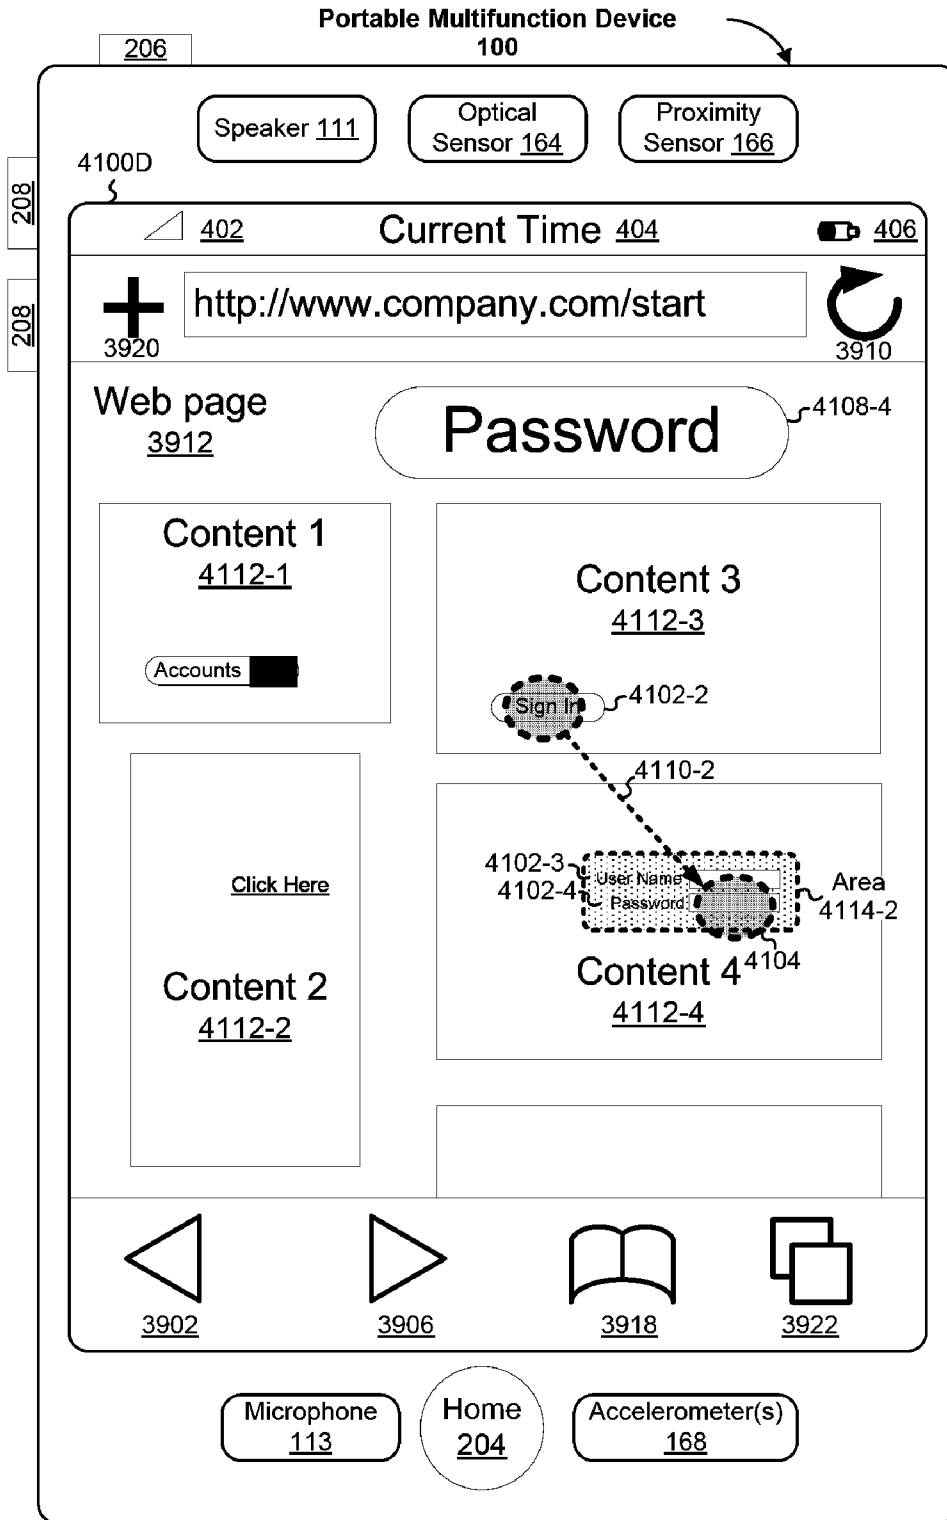 Portable Multifunction Device
100
206
Speaker 111
Optical
Sensor 164
Proximity
Sensor 166
208
4100D
402
Current Time 404
406
208
http://www.company.com/start
3920
3910
Web page
3912
Password
4108-4
Content 1
4112-1
Accounts
Content 3
4112-3
Sign In
4102-2
4110-2
4102-3
User Name
4102-4
Password
Area
4114-2
4104
Click Here
Content 2
4112-2
Content 4
4112-4
3902
3906
3918
3922
Microphone
113
Home
204
Accelerometer(s)
168